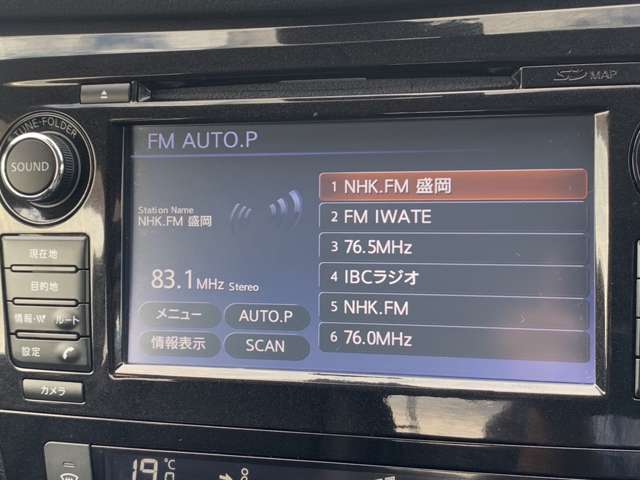 SD MAP
TUNE·FOLDER
SOUND
FM AUTO.P
Station Name
NHK.FM 盛岡
83.1MHz Stereo
メニュー AUTO.P
情報表示 SCAN
1 NHK.FM 盛岡
2 FM IWATE
3 76.5MHz
4 IBCラジオ
5 NHK.FM
6 76.0MHz
現在地
目的地
情報·W ルート
設定
カメラ
19.0℃